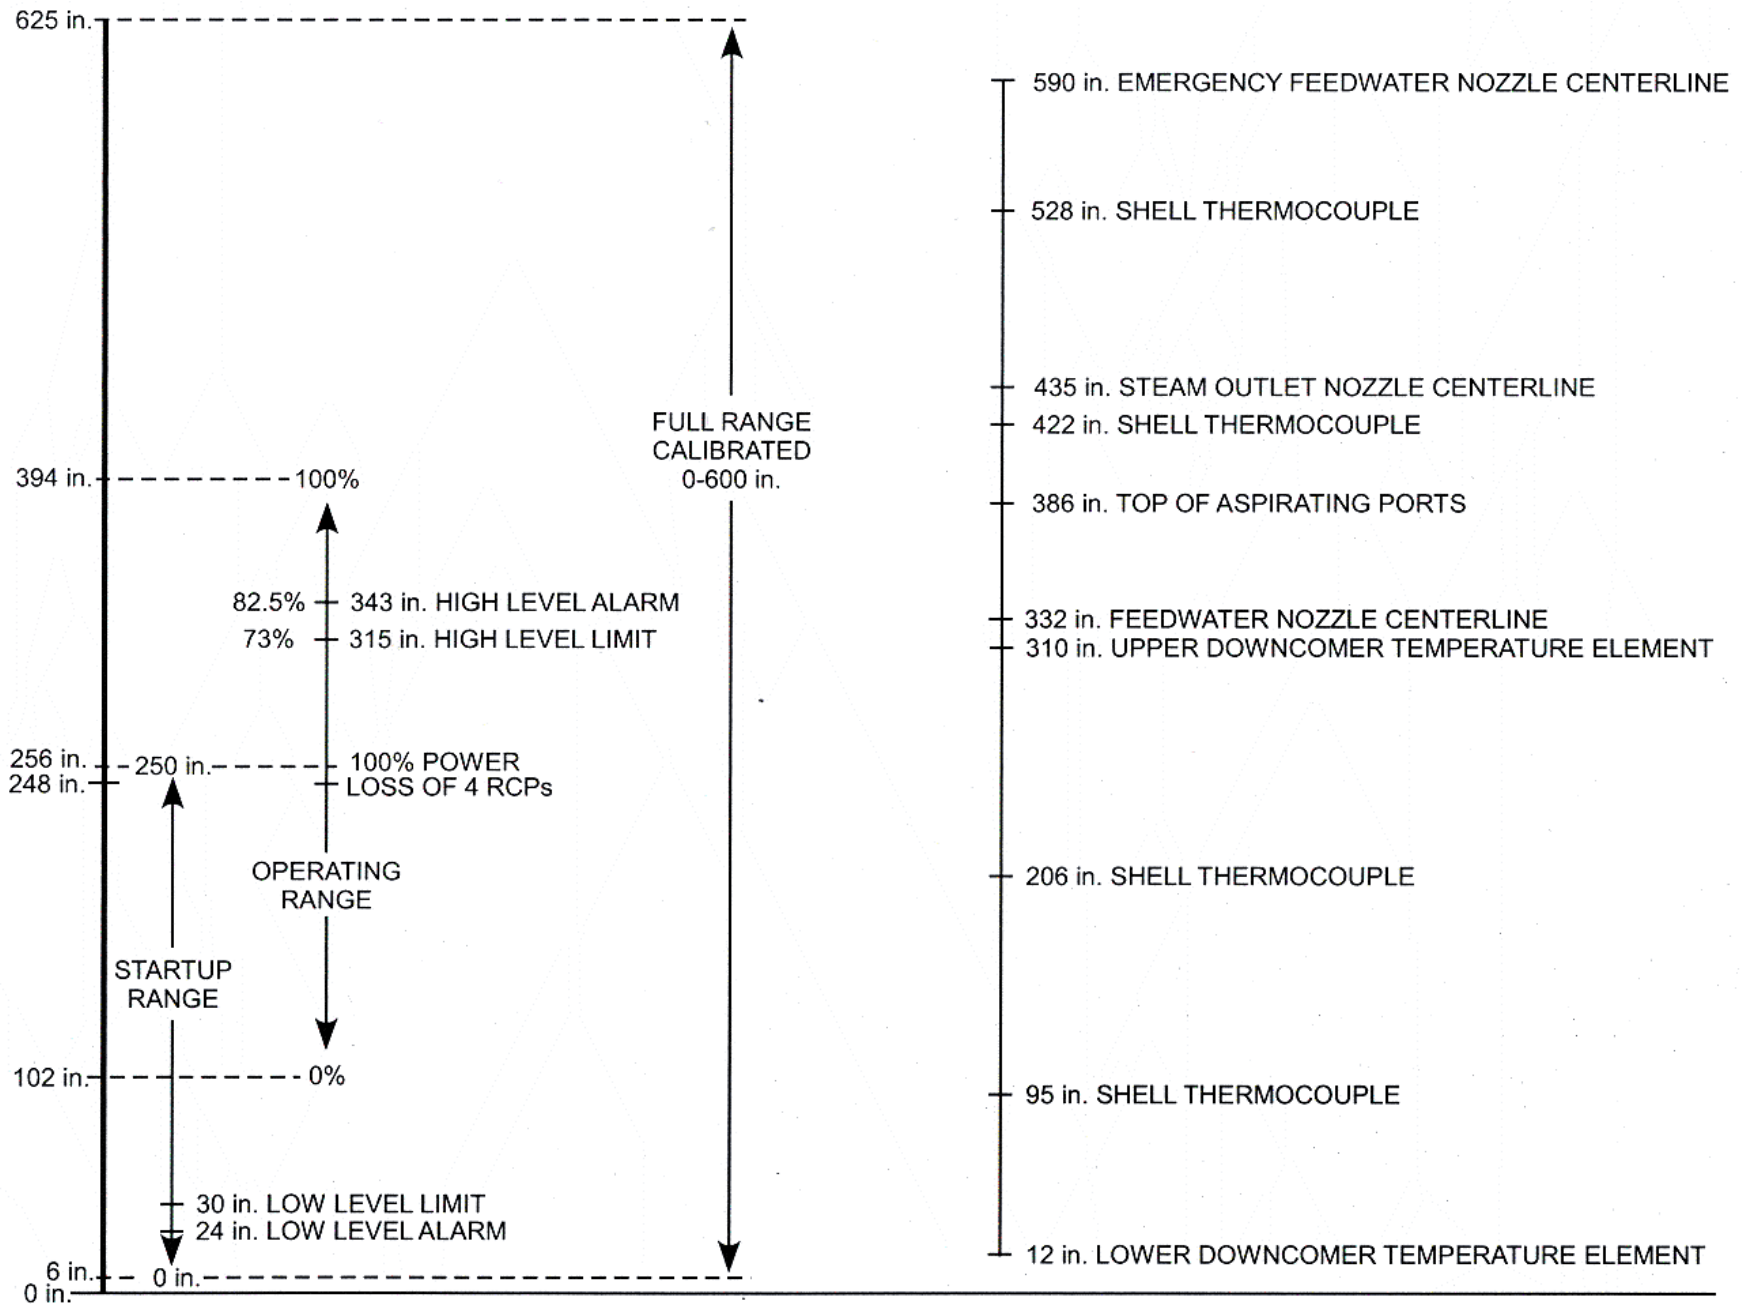 625 in.
590 in. EMERGENCY FEEDWATER NOZZLE CENTERLINE
528 in. SHELL THERMOCOUPLE
435 in. STEAM OUTLET NOZZLE CENTERLINE
FULL RANGE
CALIBRATED
0-600 in.
422 in. SHELL THERMOCOUPLE
394 in.
100%
386 in. TOP OF ASPIRATING PORTS
82.5%
343 in. HIGH LEVEL ALARM
332 in. FEEDWATER NOZZLE CENTERLINE
73%
315 in. HIGH LEVEL LIMIT
310 in. UPPER DOWNCOMER TEMPERATURE ELEMENT
256 in.
250 in.
100% POWER
248 in.
LOSS OF 4 RCPs
OPERATING
RANGE
206 in. SHELL THERMOCOUPLE
STARTUP
RANGE
102 in.
0%
95 in. SHELL THERMOCOUPLE
30 in. LOW LEVEL LIMIT
24 in. LOW LEVEL ALARM
12 in. LOWER DOWNCOMER TEMPERATURE ELEMENT
6 in.
0 in.
0 in.